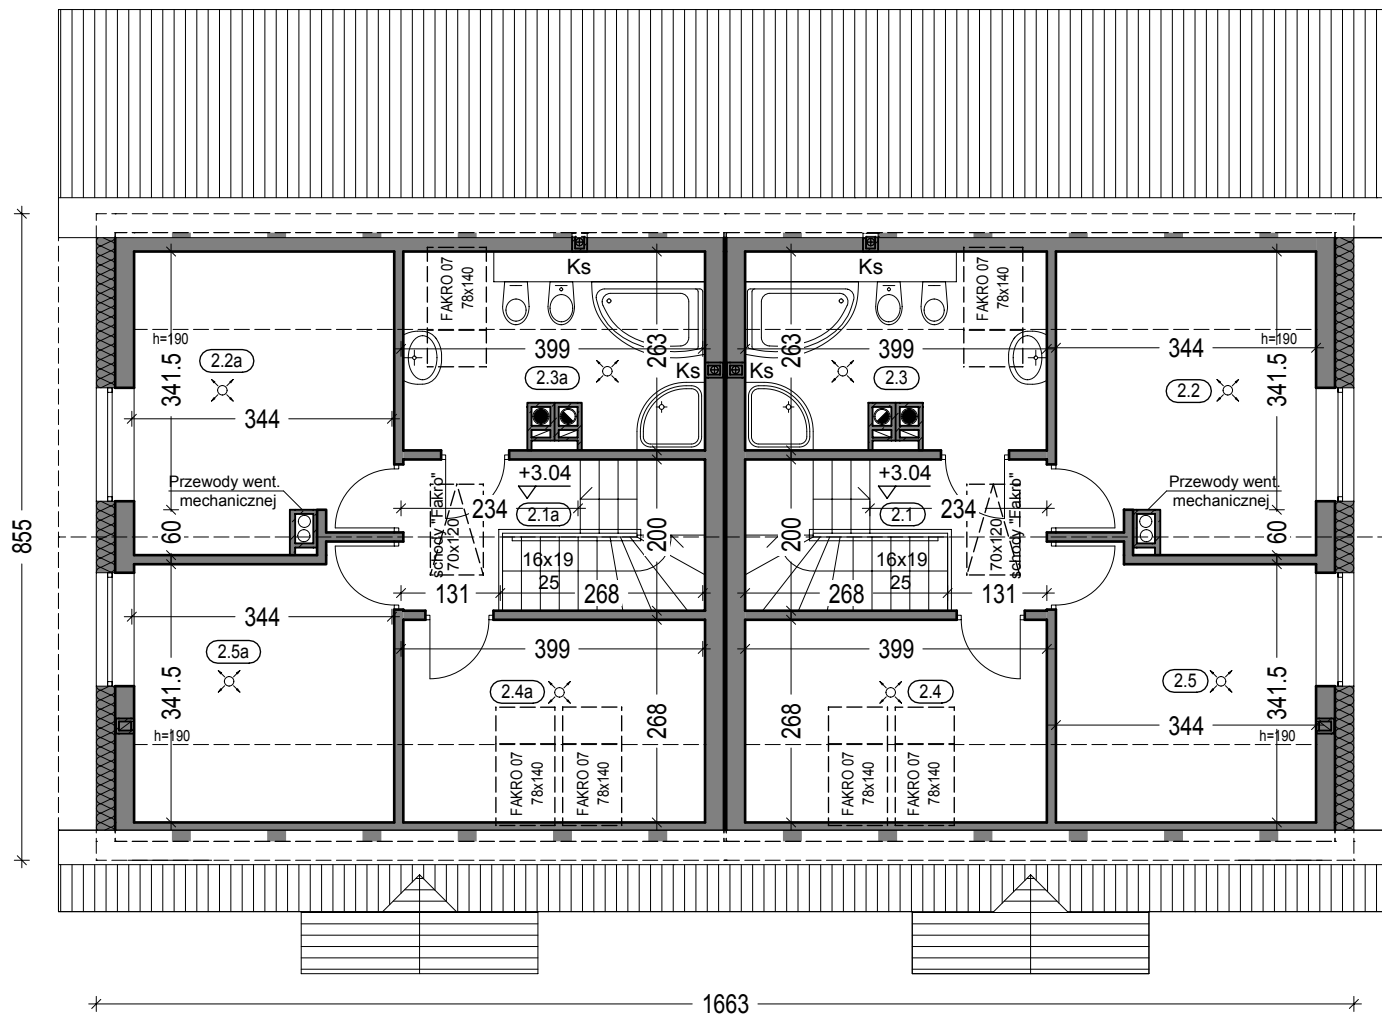 FAKRO 07
78x140
Ks
Ks
FAKRO 07
78x140
h=190
2.2a
341.5
399
263
2.3a
Ks
263
399
2.3
Ks
344
h=190
341.5
2.2
344
Przewody went.
mechanicznej
60
schody "Fakro"
70x120
+3.04
234
2.1a
200
16x19
25
131
268
+3.04
234
2.1
200
16x19
25
268
131
schody "Fakro"
70x120
Przewody went.
mechanicznej
60
855
344
2.5a
341.5
h=190
399
2.4a
268
FAKRO 07
78x140
FAKRO 07
78x140
399
2.4
268
FAKRO 07
78x140
FAKRO 07
78x140
2.5
341.5
344
h=190
1663